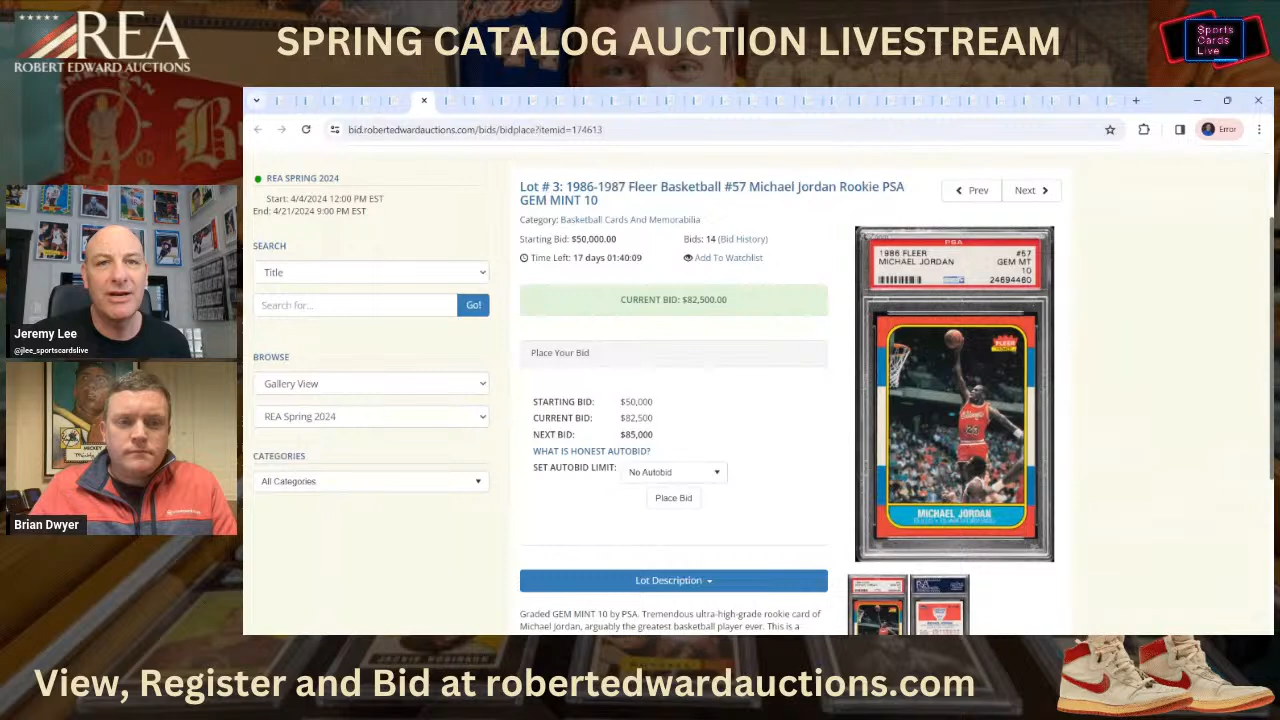 REA
ROBERT EDWARD AUCTIONS
SPRING CATALOG AUCTION LIVESTREAM
Sports
Cards
Live
bid.robertedwardauctions.com/bids/bidplace?itemid=174613
Error
REA SPRING 2024
Start: 4/4/2024 12:00 PM EST
End: 4/21/2024 9:00 PM EST
SEARCH
Title
Search for...
Go!
BROWSE
Gallery View
REA Spring 2024
CATEGORIES
All Categories
Lot # 3: 1986-1987 Fleer Basketball #57 Michael Jordan Rookie PSA
GEM MINT 10
Prev
Next
Category: Basketball Cards And Memorabilia
Starting Bid: $50,000.00
Bids: 14 (Bid History)
Time Left: 17 days 01:40:09
Add To Watchlist
CURRENT BID: $82,500.00
Place Your Bid
STARTING BID: $50,000
CURRENT BID: $82,500
NEXT BID: $85,000
WHAT IS HONEST AUTOBID?
SET AUTOBID LIMIT: No Autobid
Place Bid
Lot Description
Graded GEM MINT 10 by PSA. Tremendous ultra-high-grade rookie card of
Michael Jordan, arguably the greatest basketball player ever. This is a
PSA
1986 FLEER #57
MICHAEL JORDAN GEM MT
10
24694460
FLEER
MICHAEL JORDAN
Jeremy Lee
@jlee_sportscardslive
Brian Dwyer
View, Register and Bid at robertedwardauctions.com